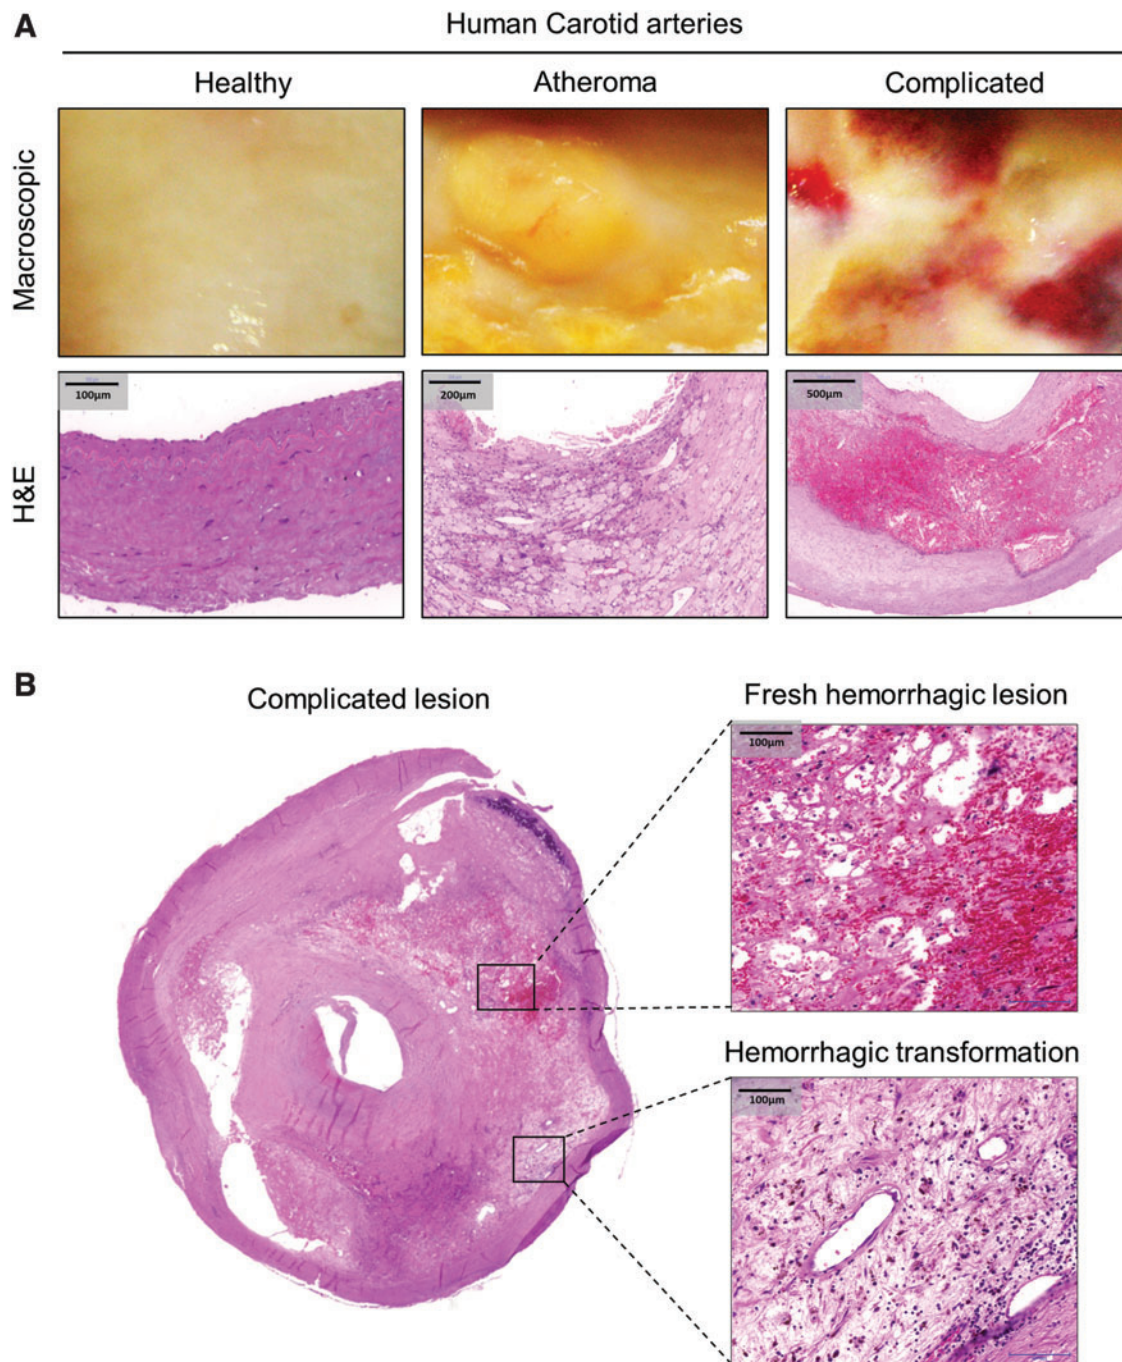 A
Human Carotid arteries
Healthy
Atheroma
Complicated
Macroscopic
H&E
100µm
200µm
500µm
B
Complicated lesion
Fresh hemorrhagic lesion
100µm
Hemorrhagic transformation
100µm